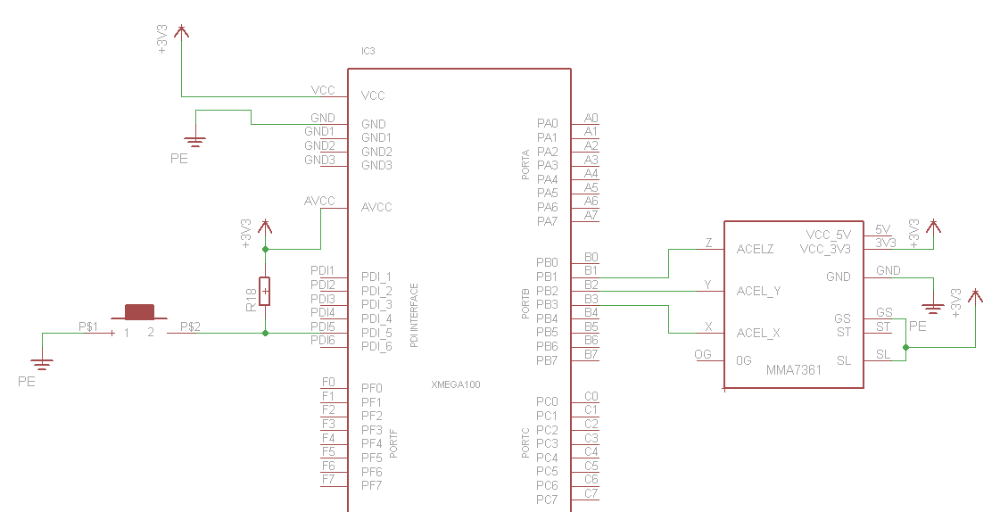 +3V3
IC3
VCC
VCC
GND
GND
GND1
GND1
GND2
GND2
GND3
GND3
PE
AVCC
AVCC
+3V3
R18
PDI1
PDI_1
PDI2
PDI_2
PDI3
PDI_3
PDI4
PDI_4
PDI5
PDI_5
PDI6
PDI_6
PDI INTERFACE
P$1
1
2
P$2
PE
XMEGA100
F0
PF0
F1
PF1
F2
PF2
F3
PF3
F4
PF4
F5
PF5
F6
PF6
F7
PF7
PORTF
PA0
A0
PA1
A1
PA2
A2
PA3
A3
PA4
A4
PA5
A5
PA6
A6
PA7
A7
PORTA
PB0
B0
PB1
B1
PB2
B2
PB3
B3
PB4
B4
PB5
B5
PB6
B6
PB7
B7
PORTB
PC0
C0
PC1
C1
PC2
C2
PC3
C3
PC4
C4
PC5
C5
PC6
C6
PC7
C7
PORTC
Z
ACELZ
Y
ACEL_Y
X
ACEL_X
OG
0G
VCC_5V
5V
VCC_3V3
3V3
+3V3
GND
GND
PE
GS
GS
ST
ST
SL
SL
+3V3
MMA7361